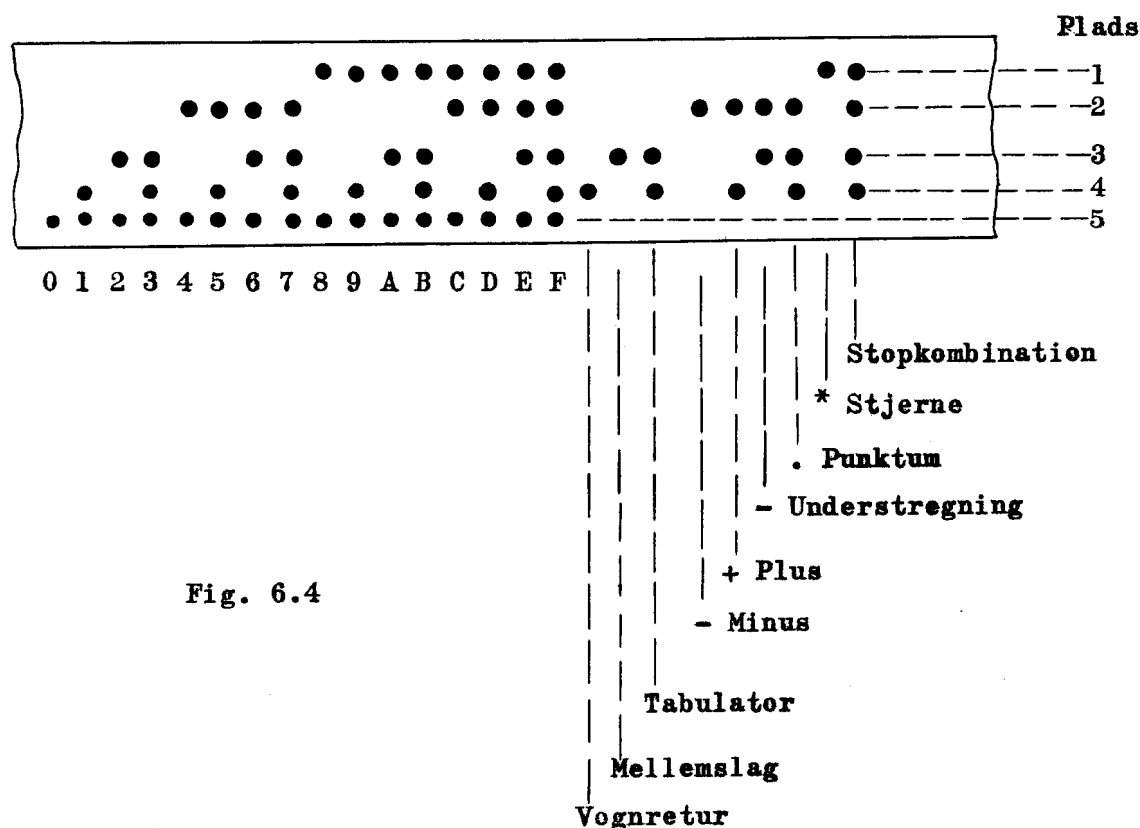 Plads
1
2
3
4
5
0 1 2 3 4 5 6 7 8 9 A B C D E F
Stopkombination
* Stjerne
. Punktum
- Understregning
+ Plus
- Minus
Fig. 6.4
Tabulator
Mellemslag
Vognretur